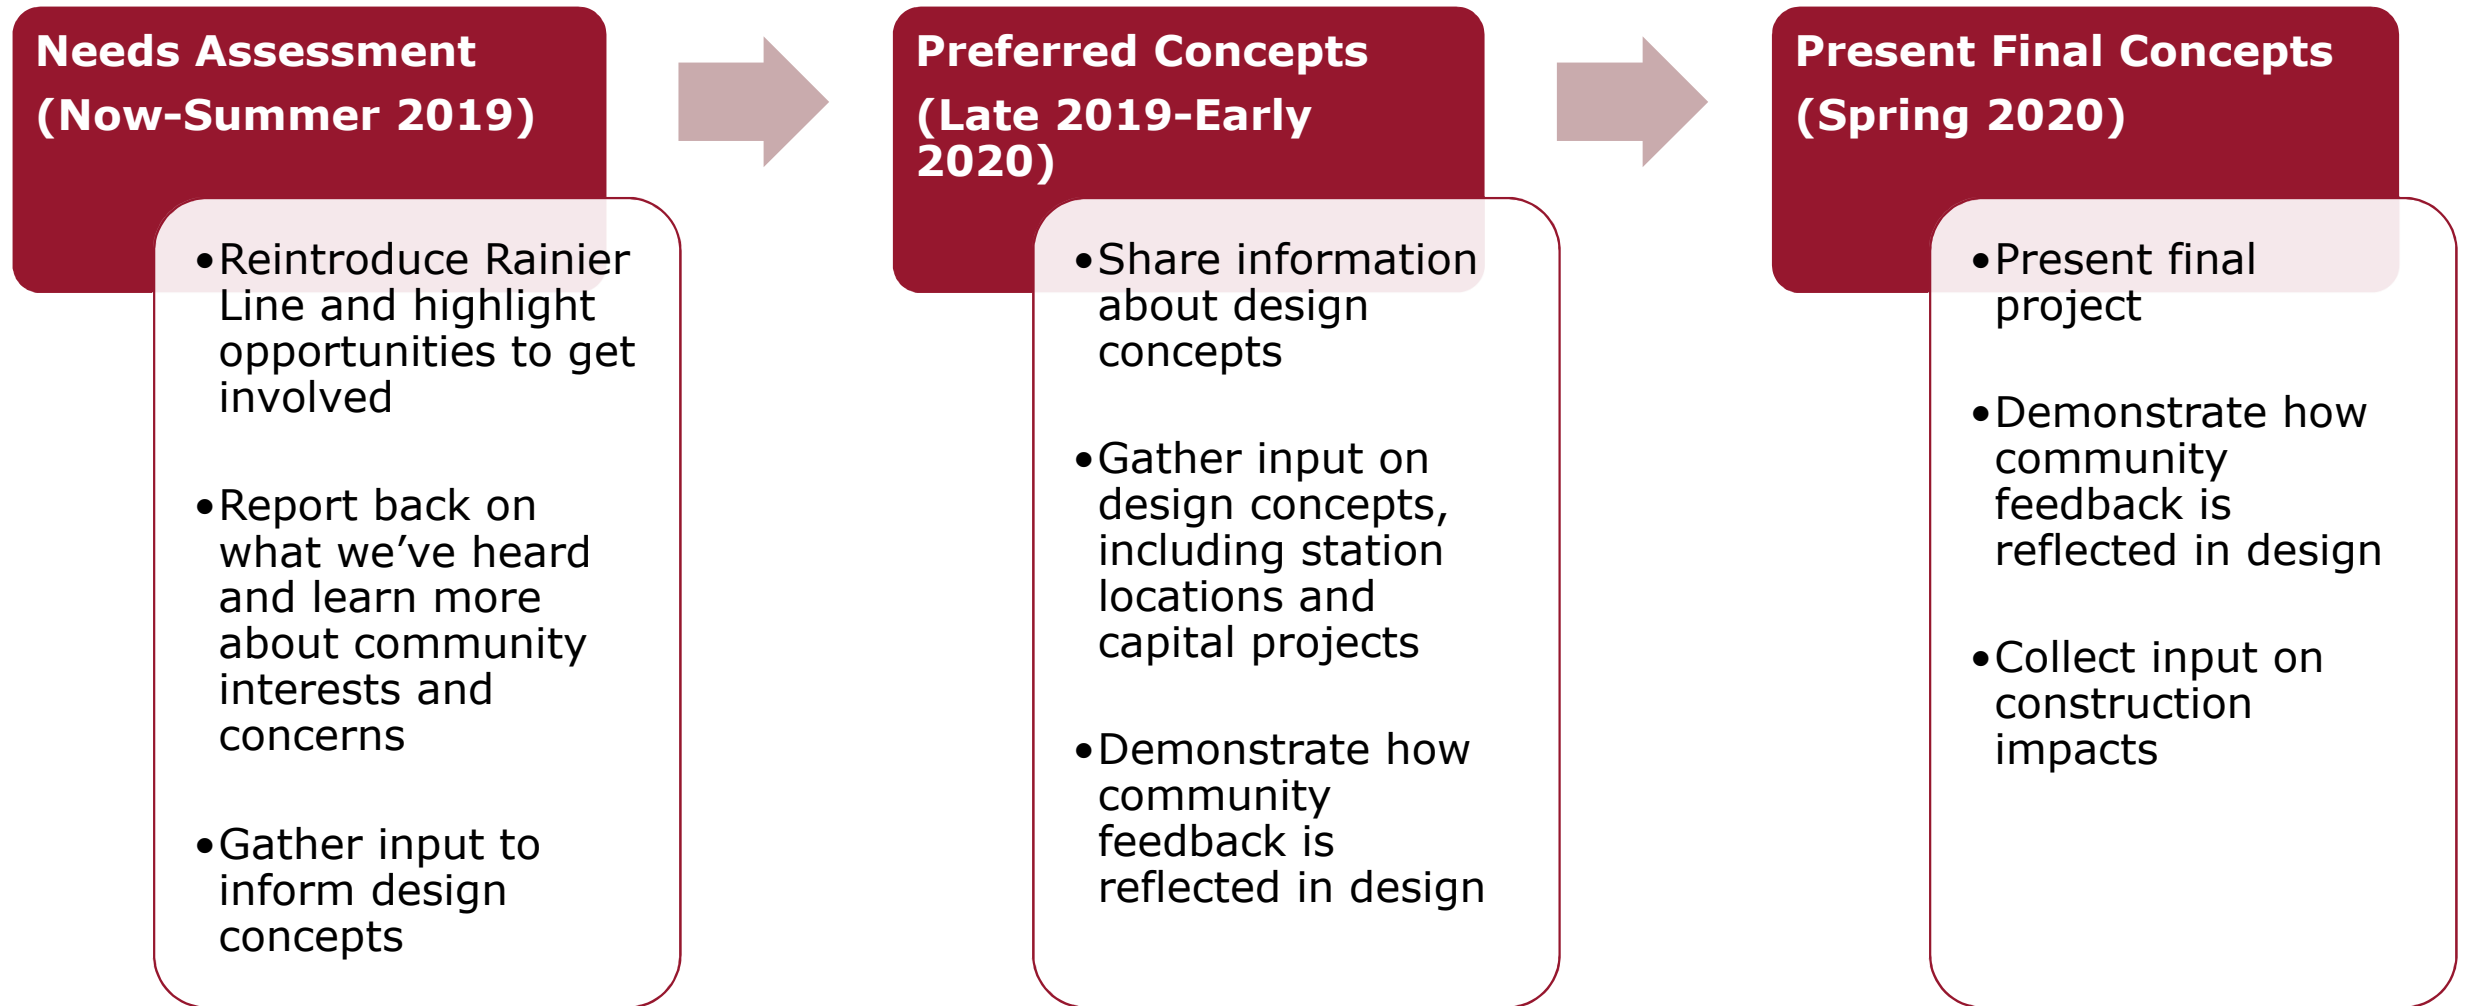 Needs Assessment
(Now-Summer 2019)
•Reintroduce Rainier
Line and highlight
opportunities to get
involved
•Report back on
what we’ve heard
and learn more
about community
interests and
concerns
•Gather input to
inform design
concepts
Preferred Concepts
(Late 2019-Early
2020)
•Share information
about design
concepts
•Gather input on
design concepts,
including station
locations and
capital projects
•Demonstrate how
community
feedback is
reflected in design
Present Final Concepts
(Spring 2020)
•Present final
project
•Demonstrate how
community
feedback is
reflected in design
•Collect input on
construction
impacts